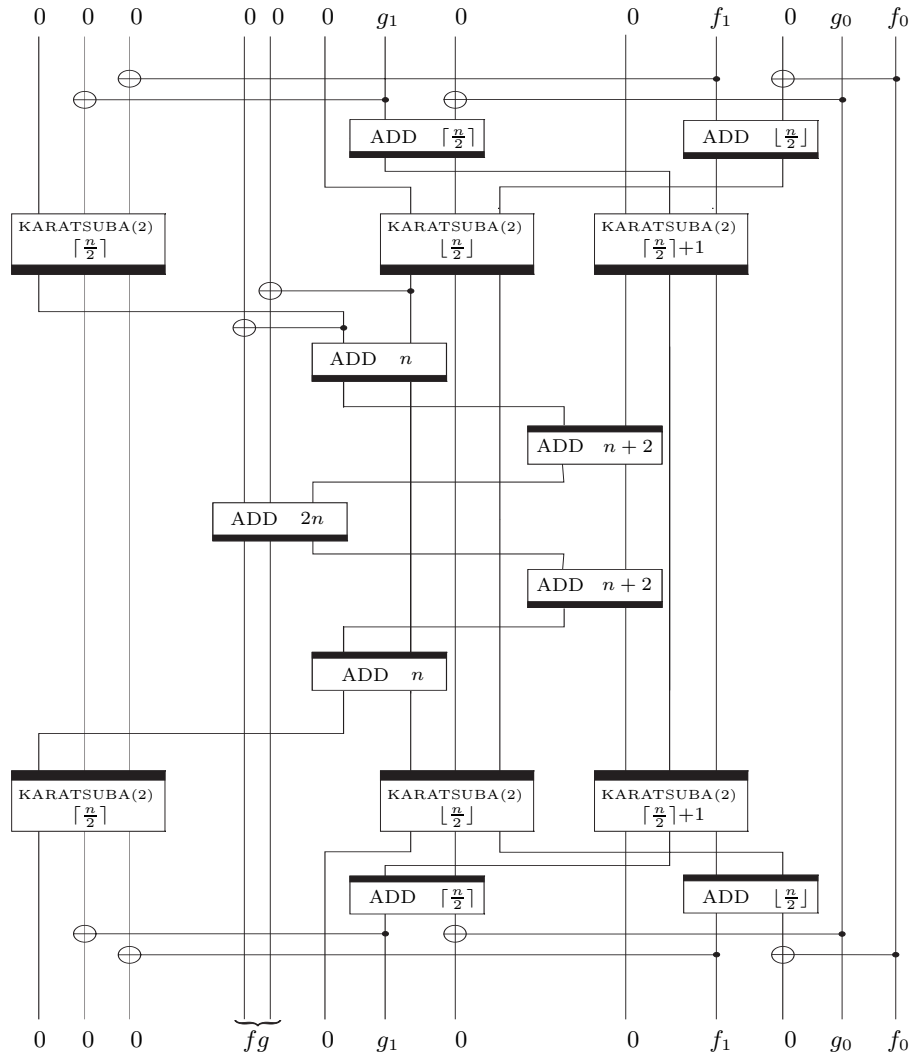 0 0 0 0 0 0 g₁ 0 0 f₁ 0 g₀ f₀
ADD ⌈n/2⌉ ADD ⌊n/2⌋
KARATSUBA(2) KARATSUBA(2) KARATSUBA(2)
⌈n/2⌉ ⌊n/2⌋ ⌈n/2⌉+1
ADD n
ADD n + 2
ADD 2n
ADD n + 2
ADD n
KARATSUBA(2) KARATSUBA(2) KARATSUBA(2)
⌈n/2⌉ ⌊n/2⌋ ⌈n/2⌉+1
ADD ⌈n/2⌉ ADD ⌊n/2⌋
0 0 0 fg 0 g₁ 0 0 f₁ 0 g₀ f₀